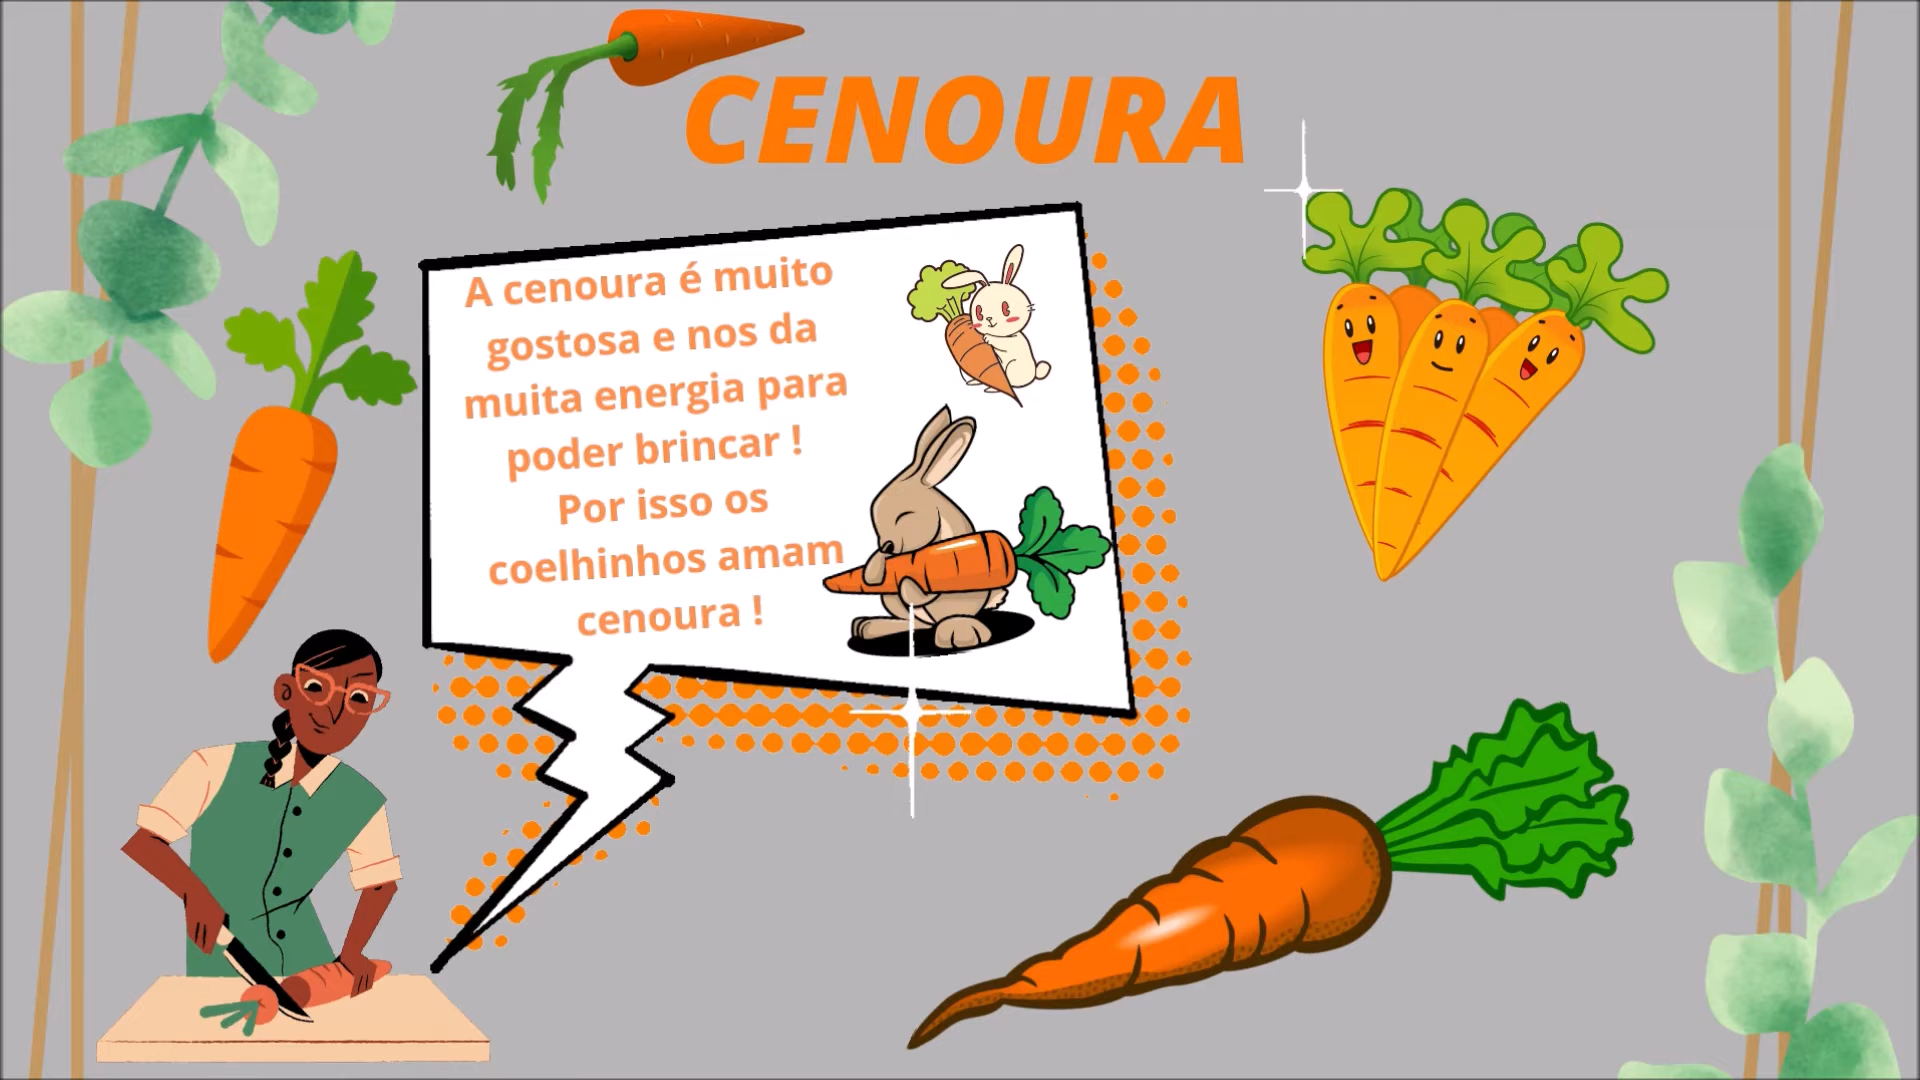 CENOURA
A cenoura é muito
gostosa e nos da
muita energia para
poder brincar !
Por isso os
coelhinhos amam
cenoura !